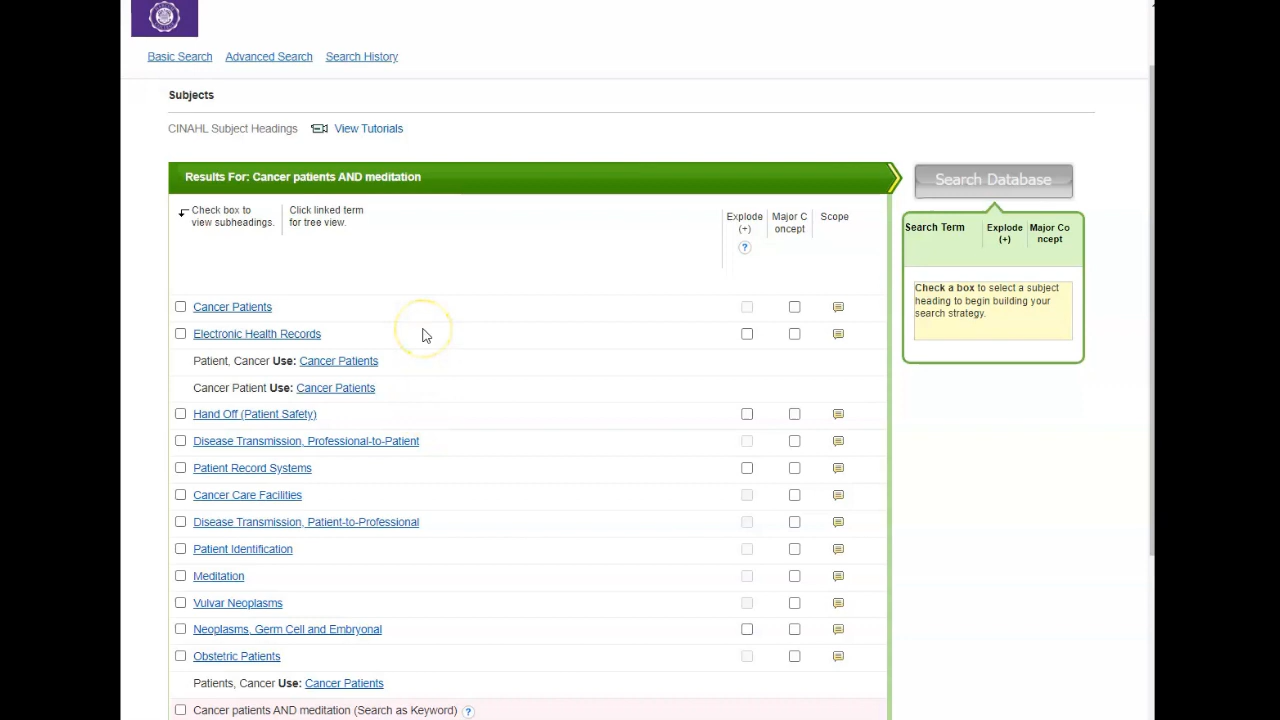 Basic Search Advanced Search Search History
Subjects
CINAHL Subject Headings View Tutorials
Results For: Cancer patients AND meditation
Search Database
Check box to
view subheadings.
Click linked term
for tree view.
Explode
(+)
?
Major C
oncept
Scope
Search Term
Explode
(+)
Major Co
ncept
Check a box to select a subject
heading to begin building your
search strategy.
Cancer Patients
Electronic Health Records
Patient, Cancer Use: Cancer Patients
Cancer Patient Use: Cancer Patients
Hand Off (Patient Safety)
Disease Transmission, Professional-to-Patient
Patient Record Systems
Cancer Care Facilities
Disease Transmission, Patient-to-Professional
Patient Identification
Meditation
Vulvar Neoplasms
Neoplasms, Germ Cell and Embryonal
Obstetric Patients
Patients, Cancer Use: Cancer Patients
Cancer patients AND meditation (Search as Keyword) ?